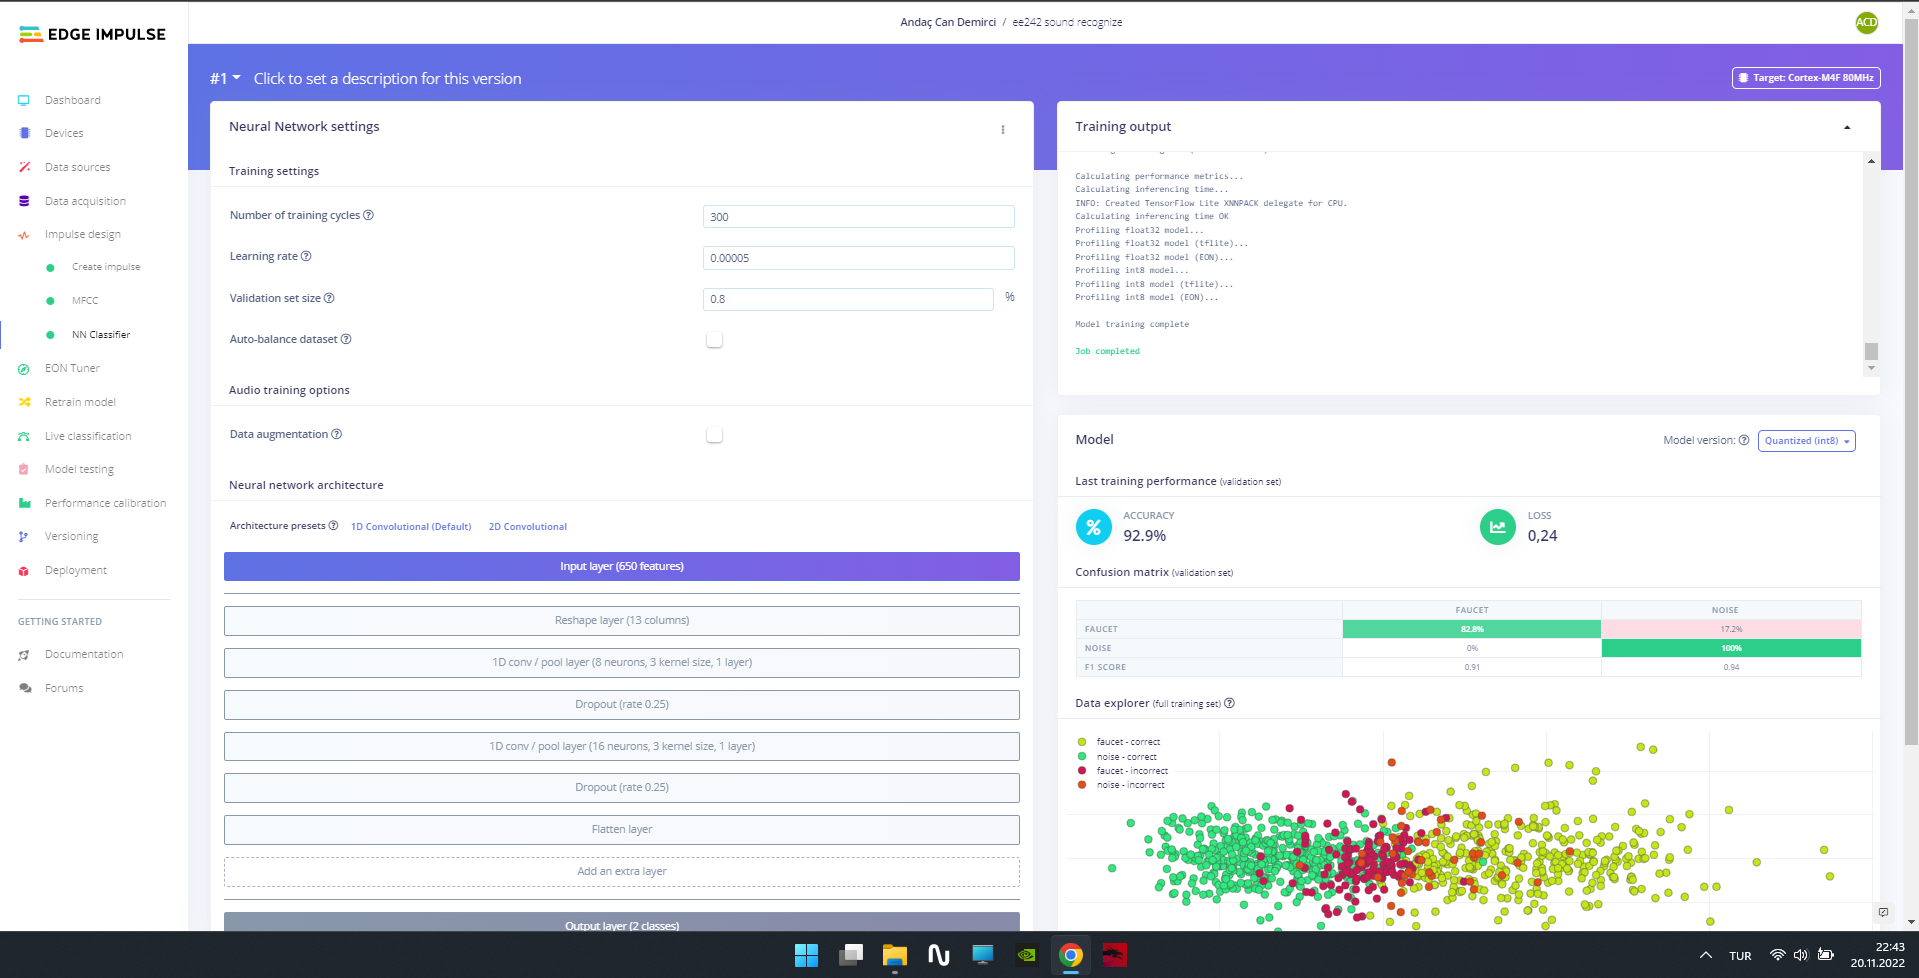 EDGE IMPULSE
Andaç Can Demirci / ee242 sound recognize
ACD
#1 Click to set a description for this version
Target: Cortex-M4F 80MHz
Dashboard
Devices
Data sources
Data acquisition
Impulse design
Create impulse
MFCC
NN Classifier
EON Tuner
Retrain model
Live classification
Model testing
Performance calibration
Versioning
Deployment
GETTING STARTED
Documentation
Forums
Neural Network settings
Training settings
Number of training cycles ?
300
Learning rate ?
0.00005
Validation set size ?
0.8 %
Auto-balance dataset ?
Audio training options
Data augmentation ?
Neural network architecture
Architecture presets ? 1D Convolutional (Default) 2D Convolutional
Input layer (650 features)
Reshape layer (13 columns)
1D conv / pool layer (8 neurons, 3 kernel size, 1 layer)
Dropout (rate 0.25)
1D conv / pool layer (16 neurons, 3 kernel size, 1 layer)
Dropout (rate 0.25)
Flatten layer
Add an extra layer
Output layer (2 classes)
Training output
Calculating performance metrics...
Calculating inferencing time...
INFO: Created TensorFlow Lite XNNPACK delegate for CPU.
Calculating inferencing time OK
Profiling float32 model...
Profiling float32 model (tflite)...
Profiling float32 model (EON)...
Profiling int8 model...
Profiling int8 model (tflite)...
Profiling int8 model (EON)...
Model training complete
Job completed
Model
Model version: ? Quantized (int8)
Last training performance (validation set)
% ACCURACY
92.9%
LOSS
0,24
Confusion matrix (validation set)
FAUCET NOISE
FAUCET 82.8% 17.2%
NOISE 0% 100%
F1 SCORE 0.91 0.94
Data explorer (full training set) ?
faucet - correct
noise - correct
faucet - incorrect
noise - incorrect
TUR
22:43
20.11.2022